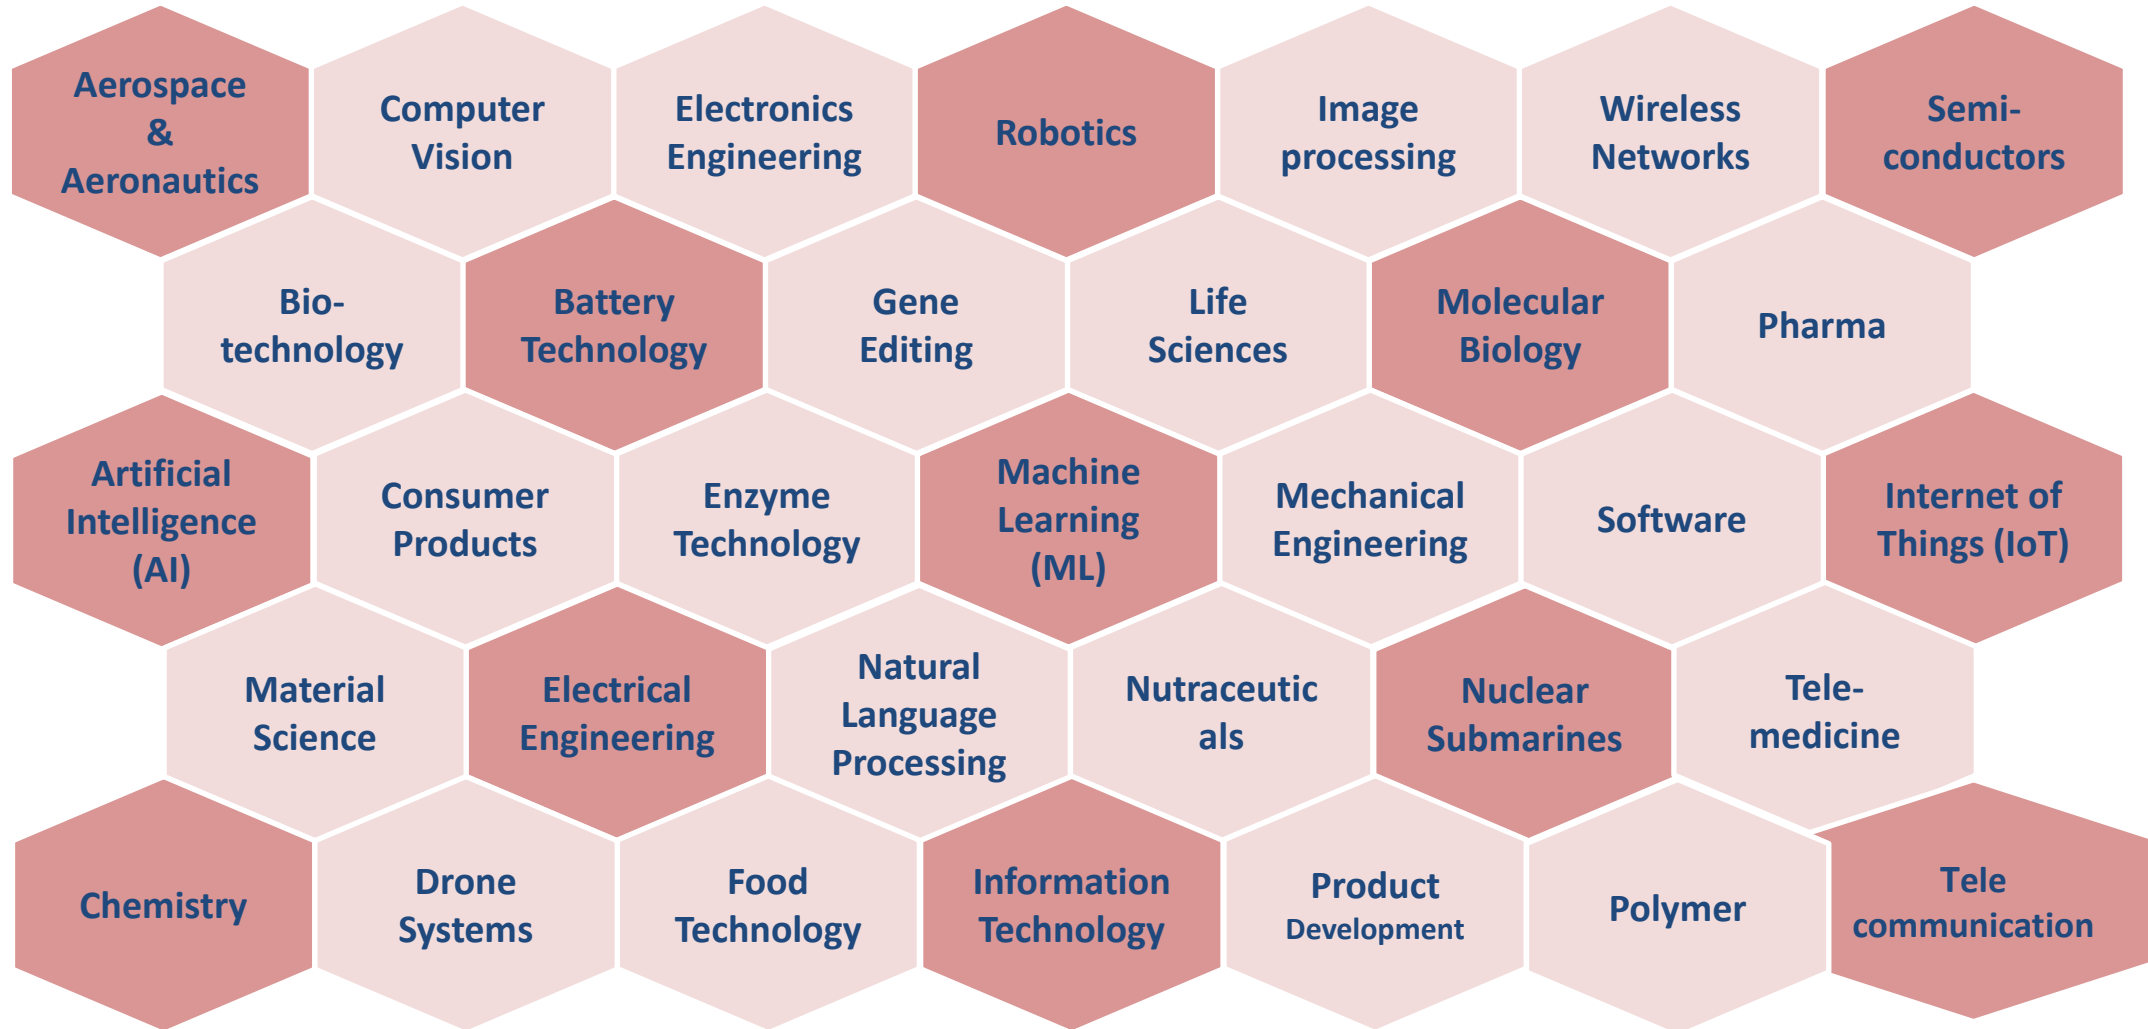 Aerospace
&
Aeronautics
Computer
Vision
Electronics
Engineering
Robotics
Image
processing
Wireless
Networks
Semi-
conductors
Bio-
technology
Battery
Technology
Gene
Editing
Life
Sciences
Molecular
Biology
Pharma
Artificial
Intelligence
(AI)
Consumer
Products
Enzyme
Technology
Machine
Learning
(ML)
Mechanical
Engineering
Software
Internet of
Things (IoT)
Material
Science
Electrical
Engineering
Natural
Language
Processing
Nutraceutic
als
Nuclear
Submarines
Tele-
medicine
Chemistry
Drone
Systems
Food
Technology
Information
Technology
Product
Development
Polymer
Tele
communication